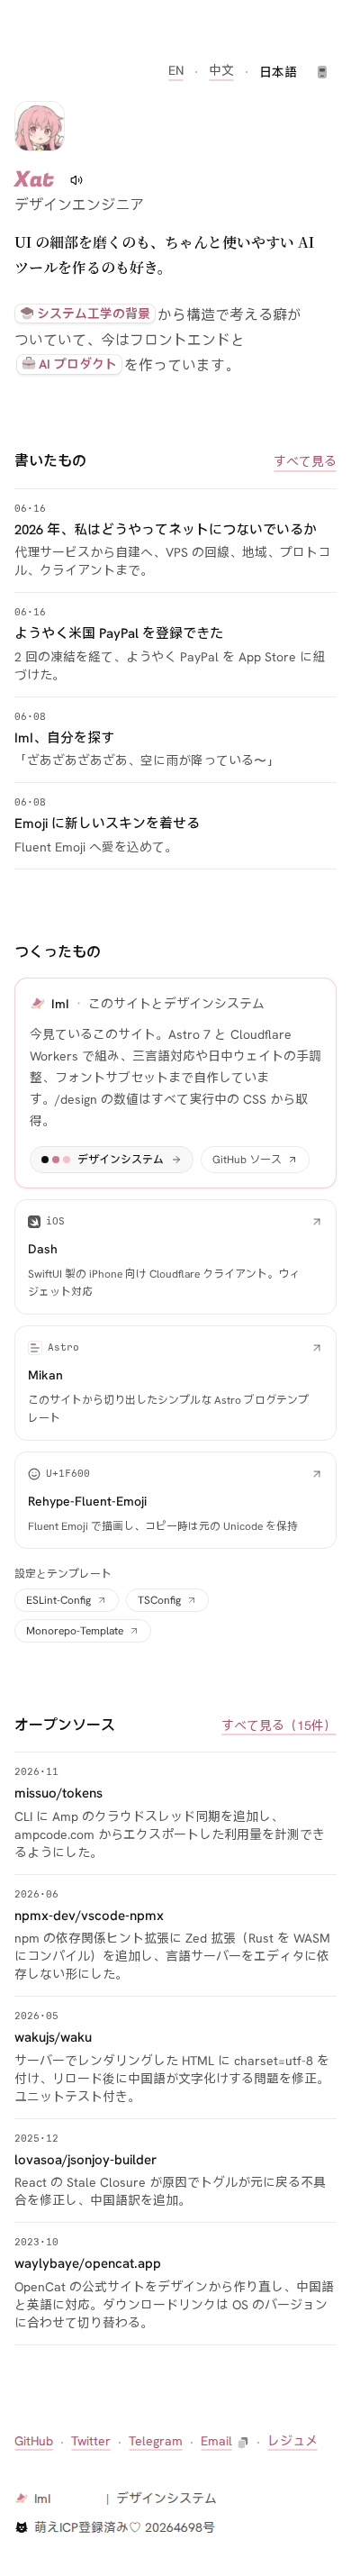 EN · 中文 · 日本語
Xat
デザインエンジニア
UI の細部を磨くのも、ちゃんと使いやすい AI
ツールを作るのも好き。
システム工学の背景から構造で考える癖が
ついていて、今はフロントエンドと
AI プロダクトを作っています。
書いたもの すべて見る
06·16
2026 年、私はどうやってネットにつないでいるか
代理サービスから自建へ、VPS の回線、地域、プロトコ
ル、クライアントまで。
06·16
ようやく米国 PayPal を登録できた
2 回の凍結を経て、ようやく PayPal を App Store に紐
づけた。
06·08
ImI、自分を探す
「ざあざあざあざあ、空に雨が降っている〜」
06·08
Emoji に新しいスキンを着せる
Fluent Emoji へ愛を込めて。
つくったもの
ImI · このサイトとデザインシステム
今見ているこのサイト。Astro 7 と Cloudflare
Workers で組み、三言語対応や日中ウェイトの手調
整、フォントサブセットまで自作していま
す。/design の数値はすべて実行中の CSS から取
得。
デザインシステム → GitHub ソース ↗
iOS ↗
Dash
SwiftUI 製の iPhone 向け Cloudflare クライアント。ウィ
ジェット対応
Astro ↗
Mikan
このサイトから切り出したシンプルな Astro ブログテンプ
レート
U+1F600 ↗
Rehype-Fluent-Emoji
Fluent Emoji で描画し、コピー時は元の Unicode を保持
設定とテンプレート
ESLint-Config ↗ TSConfig ↗
Monorepo-Template ↗
オープンソース すべて見る（15件）
2026·11
missuo/tokens
CLI に Amp のクラウドスレッド同期を追加し、
ampcode.com からエクスポートした利用量を計測でき
るようにした。
2026·06
npmx-dev/vscode-npmx
npm の依存関係ヒント拡張に Zed 拡張（Rust を WASM
にコンパイル）を追加し、言語サーバーをエディタに依
存しない形にした。
2026·05
wakujs/waku
サーバーでレンダリングした HTML に charset=utf-8 を
付け、リロード後に中国語が文字化けする問題を修正。
ユニットテスト付き。
2025·12
lovasoa/jsonjoy-builder
React の Stale Closure が原因でトグルが元に戻る不具
合を修正し、中国語訳を追加。
2023·10
waylybaye/opencat.app
OpenCat の公式サイトをデザインから作り直し、中国語
と英語に対応。ダウンロードリンクは OS のバージョン
に合わせて切り替わる。
GitHub · Twitter · Telegram · Email · レジュメ
ImI | デザインシステム
萌えICP登録済み♡ 20264698号